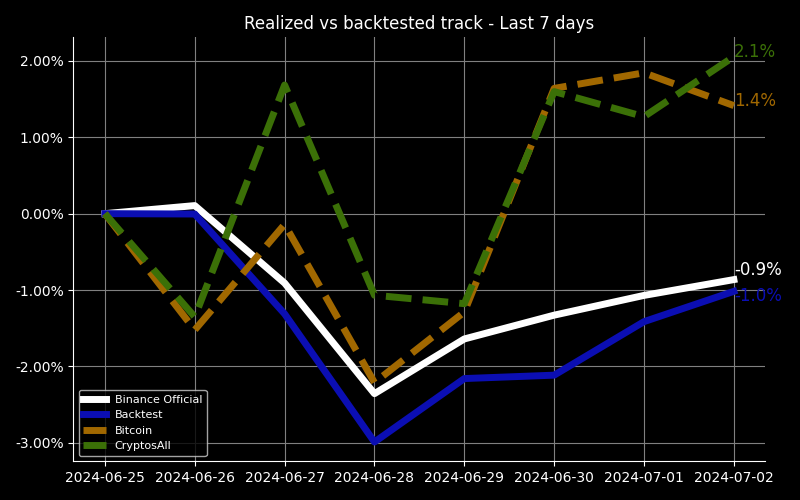 Realized vs backtested track - Last 7 days
2.00%
1.00%
0.00%
-1.00%
-2.00%
-3.00%
2.1%
1.4%
-0.9%
-1.0%
Binance Official
Backtest
Bitcoin
CryptosAll
2024-06-25 2024-06-26 2024-06-27 2024-06-28 2024-06-29 2024-06-30 2024-07-01 2024-07-02